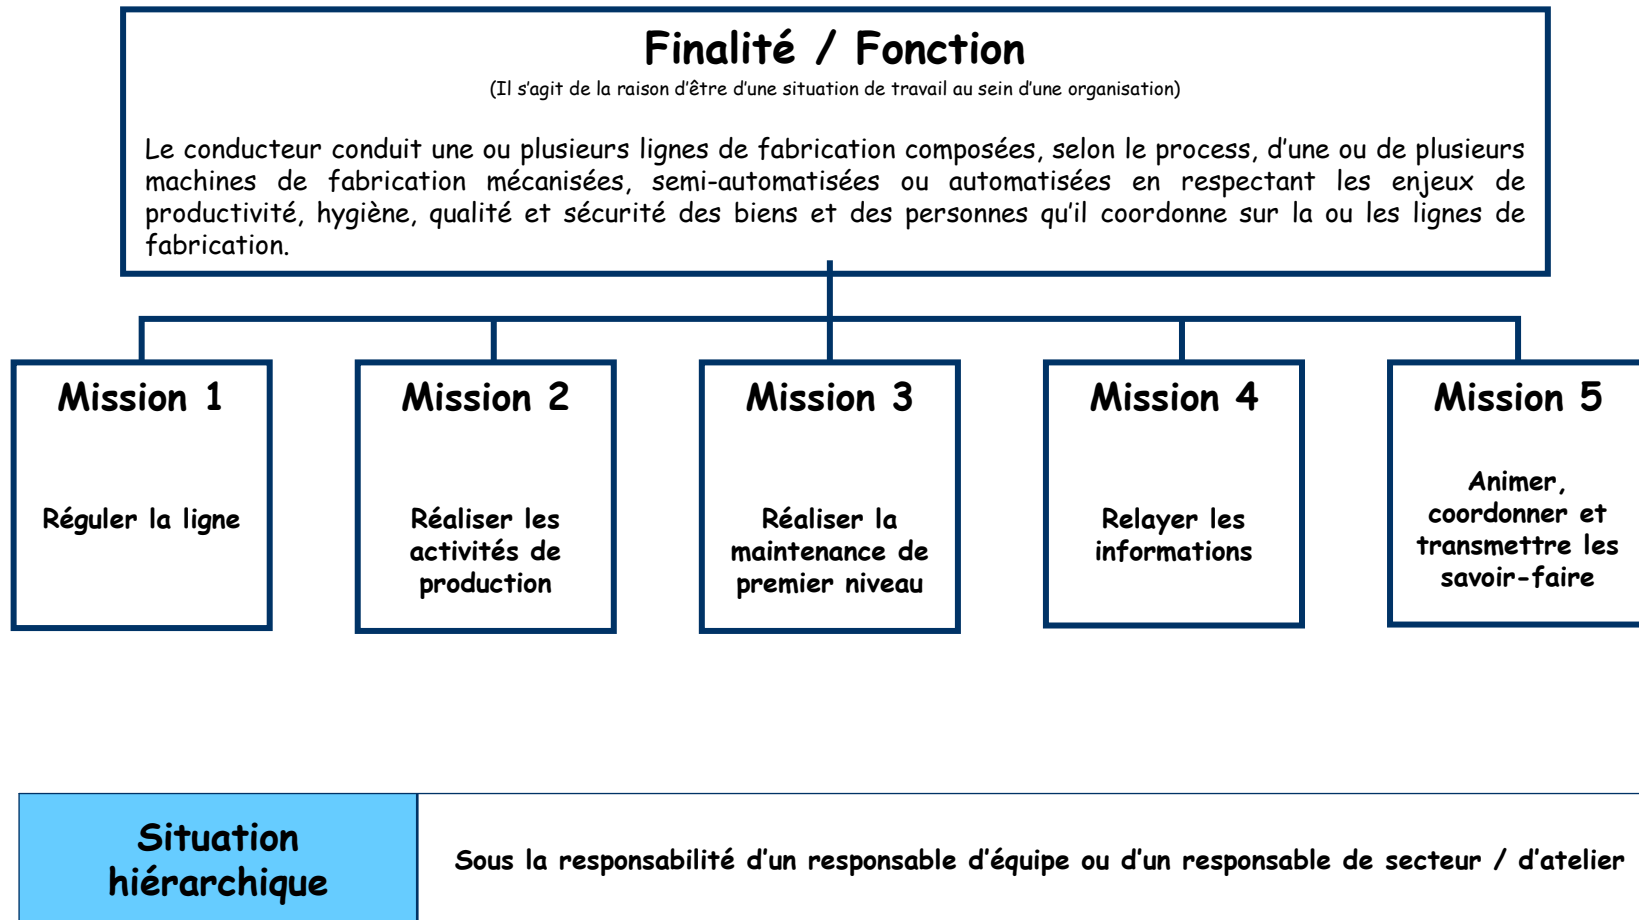 Finalité / Fonction
(Il s'agit de la raison d'être d'une situation de travail au sein d'une organisation)
Le conducteur conduit une ou plusieurs lignes de fabrication composées, selon le process, d'une ou de plusieurs
machines de fabrication mécanisées, semi-automatisées ou automatisées en respectant les enjeux de
productivité, hygiène, qualité et sécurité des biens et des personnes qu'il coordonne sur la ou les lignes de
fabrication.
Mission 1
Réguler la ligne
Mission 2
Réaliser les
activités de
production
Mission 3
Réaliser la
maintenance de
premier niveau
Mission 4
Relayer les
informations
Mission 5
Animer,
coordonner et
transmettre les
savoir-faire
Situation
hiérarchique
Sous la responsabilité d'un responsable d'équipe ou d'un responsable de secteur / d'atelier